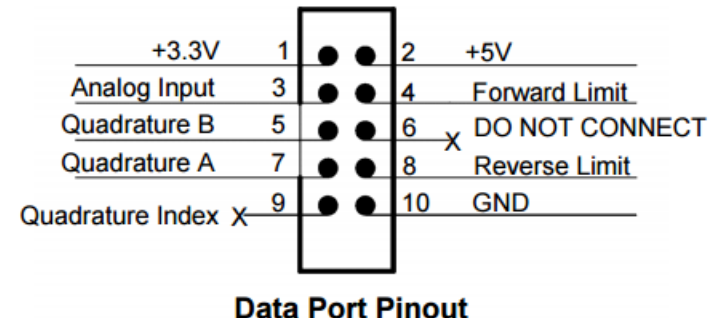 +3.3V 1 2 +5V
Analog Input 3 4 Forward Limit
Quadrature B 5 6 X DO NOT CONNECT
Quadrature A 7 8 Reverse Limit
Quadrature Index X 9 10 GND
Data Port Pinout